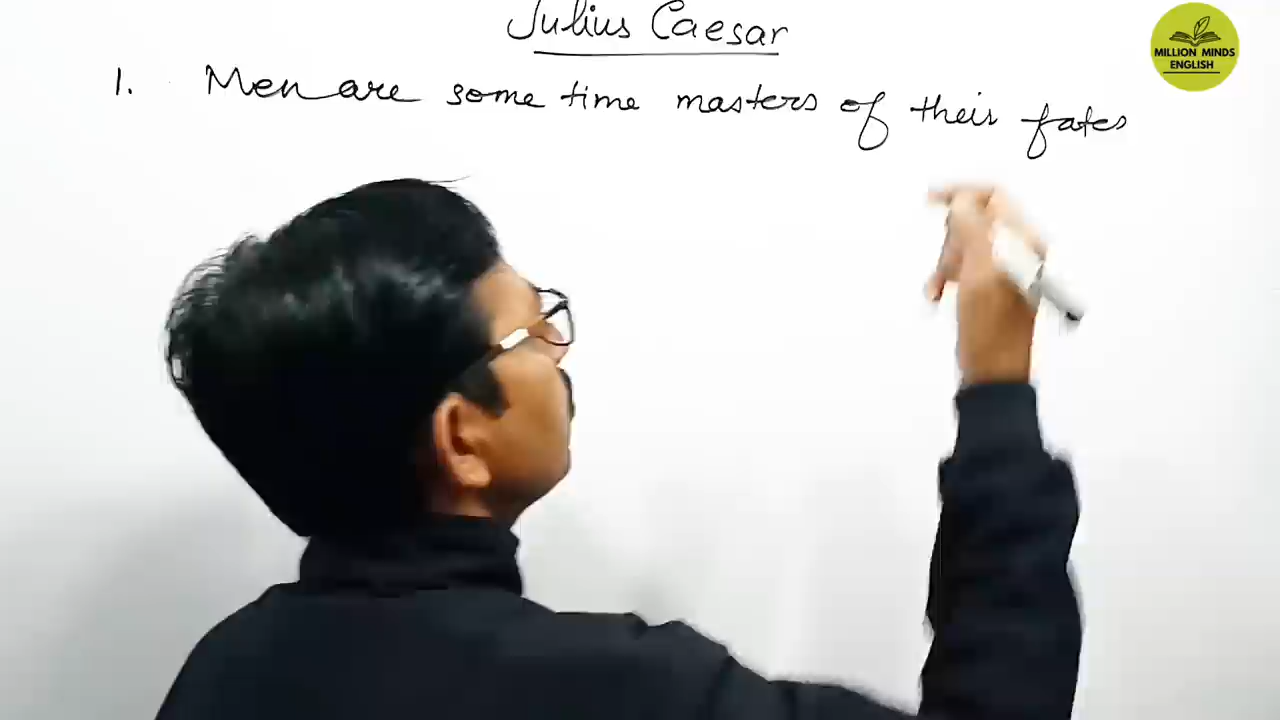 Julius Caesar
MILLION MINDS
ENGLISH
1. Men are some time masters of their fates